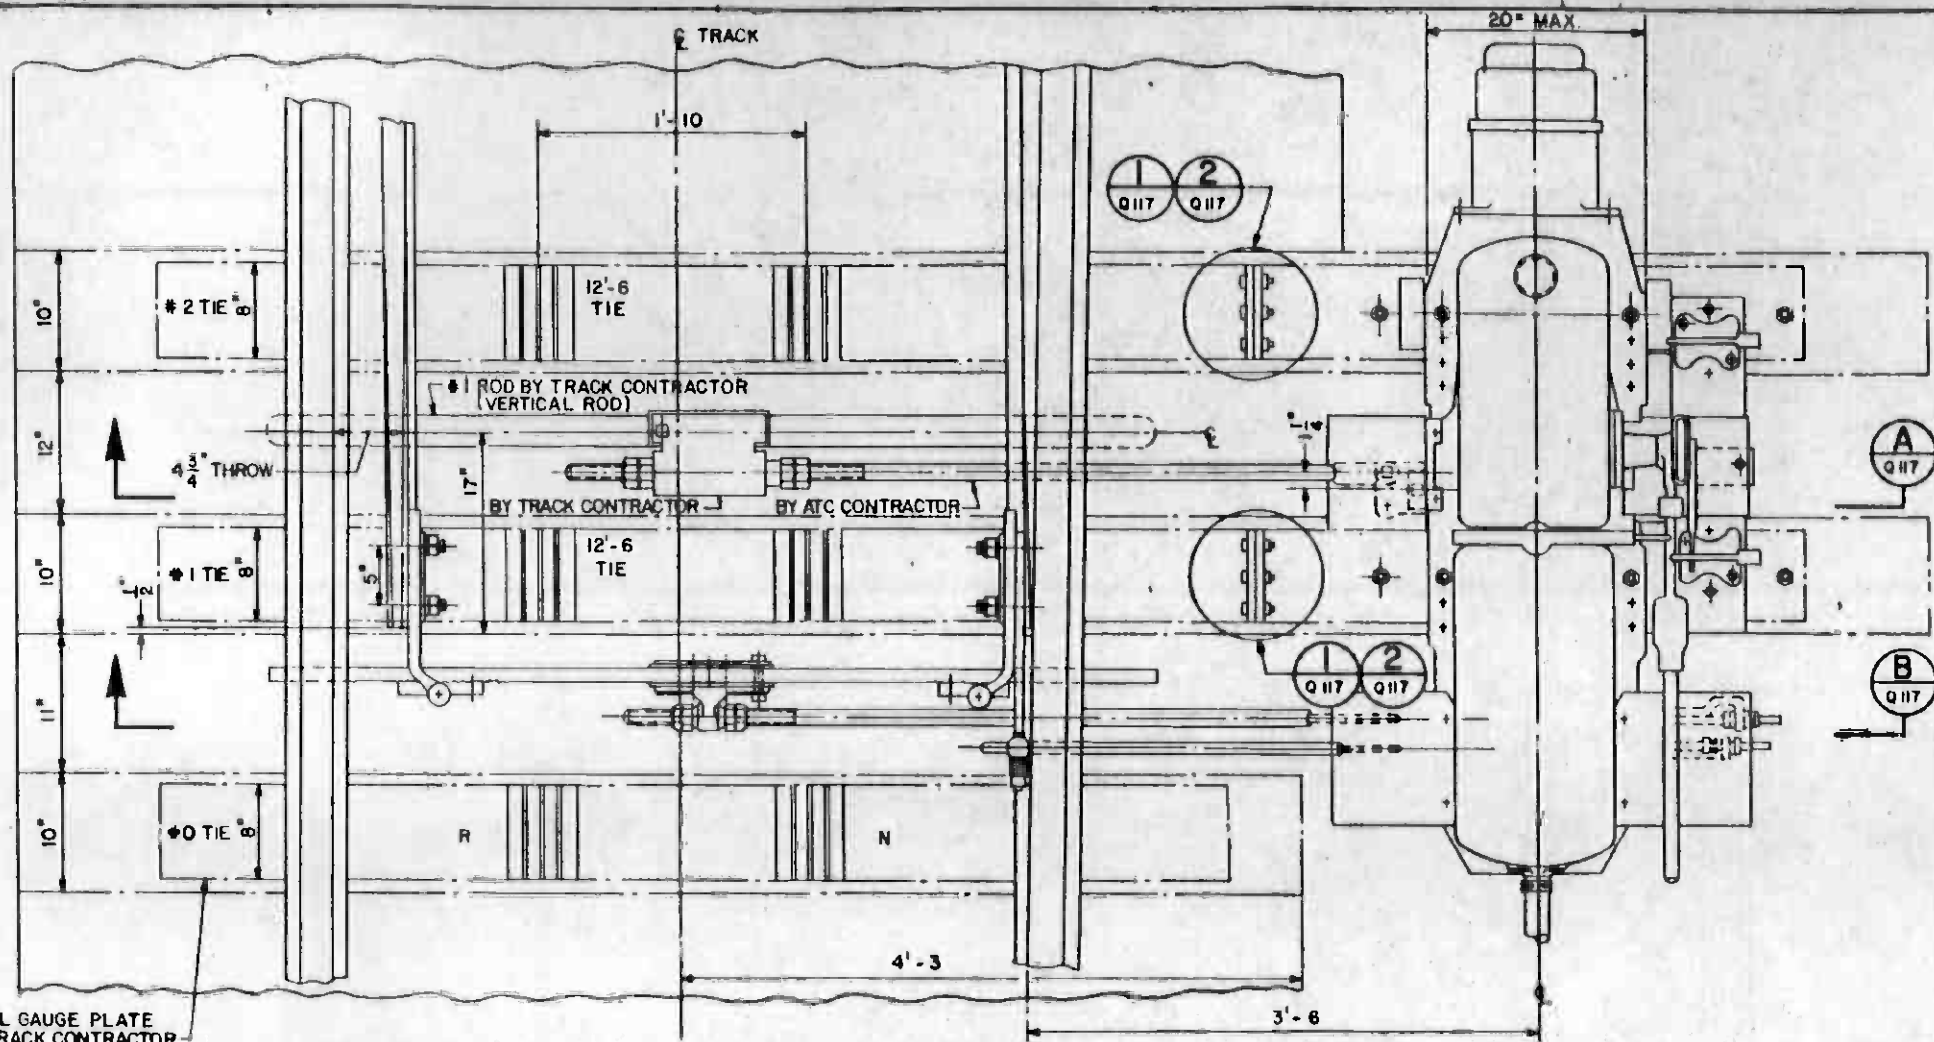 ℄ TRACK
20" MAX.
1'-10
1
Q117
2
Q117
10"
#2 TIE 8"
12'-6
TIE
#1 ROD BY TRACK CONTRACTOR
(VERTICAL ROD)
12"
4 3/4" THROW
17"
℄
1/4"
A
Q117
BY TRACK CONTRACTOR
BY ATC CONTRACTOR
10"
1/2"
#1 TIE 8"
5"
12'-6
TIE
1
Q117
2
Q117
B
Q117
11"
10"
#0 TIE 8"
R
N
4'-3
3'-6
L GAUGE PLATE
RACK CONTRACTOR